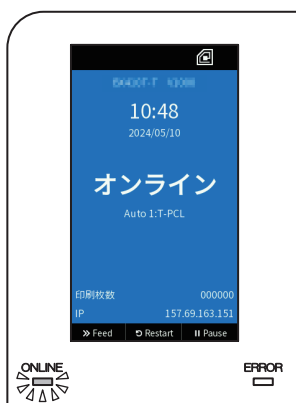 10:48
2024/05/10
オンライン
Auto 1:T-PCL
印刷枚数 000000
IP 157.69.163.151
Feed Restart Pause
ONLINE ERROR